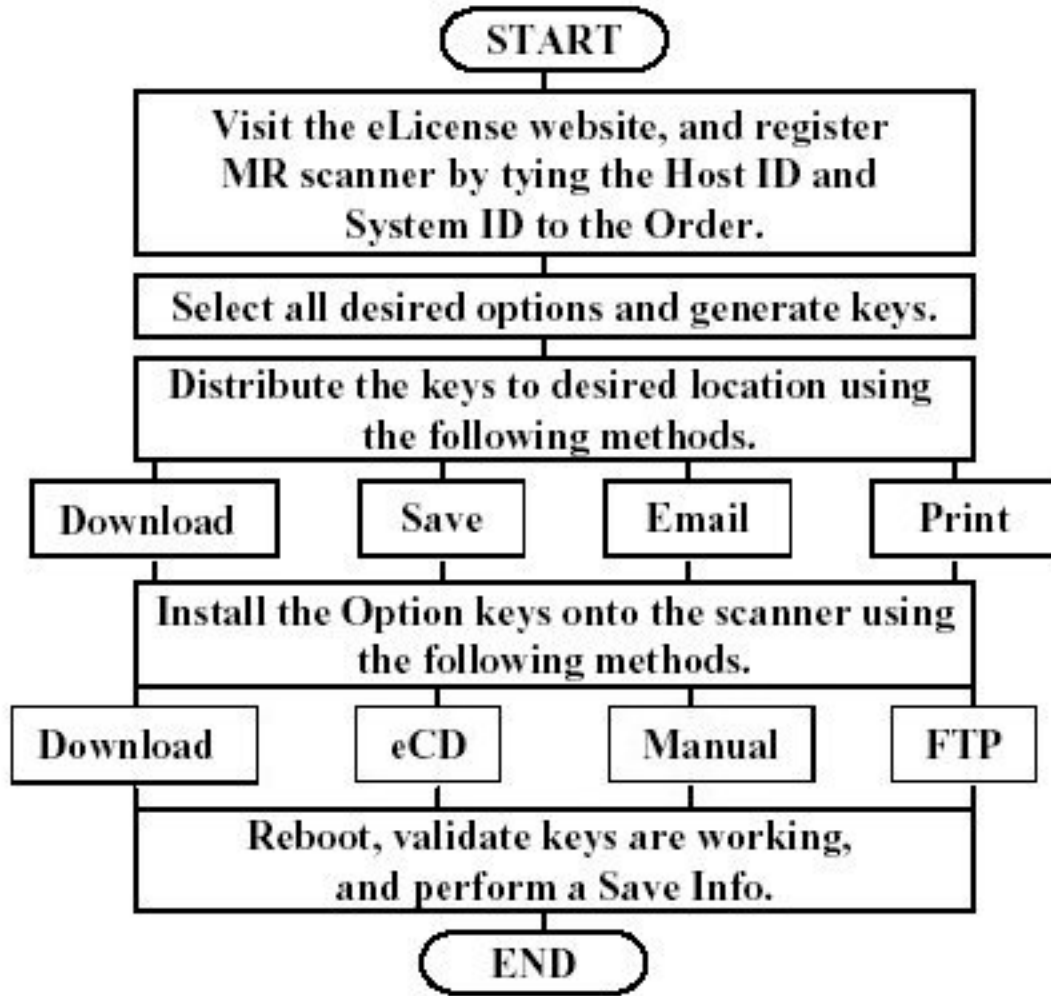 START
Visit the eLicense website, and register
MR scanner by tying the Host ID and
System ID to the Order.
Select all desired options and generate keys.
Distribute the keys to desired location using
the following methods.
Download
Save
Email
Print
Install the Option keys onto the scanner using
the following methods.
Download
eCD
Manual
FTP
Reboot, validate keys are working,
and perform a Save Info.
END